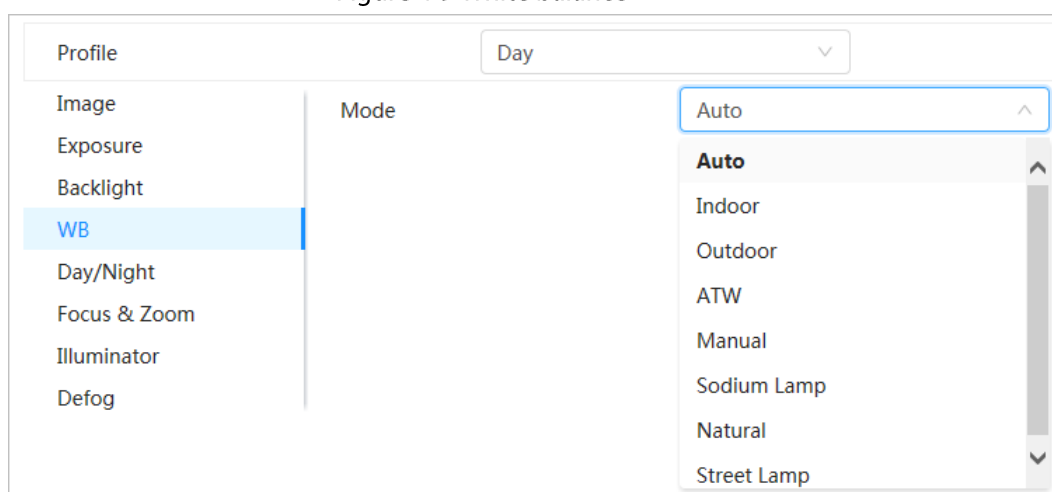 Profile
Day
Image
Mode
Auto
Exposure
Auto
Backlight
Indoor
WB
Outdoor
Day/Night
ATW
Focus & Zoom
Manual
Illuminator
Sodium Lamp
Defog
Natural
Street Lamp